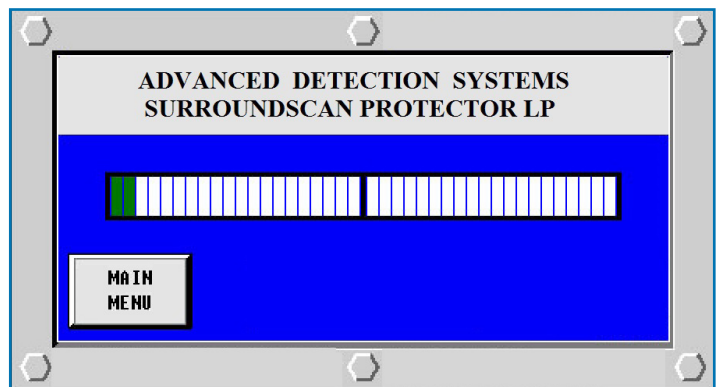 ADVANCED DETECTION SYSTEMS
SURROUNDSCAN PROTECTOR LP
MAIN
MENU